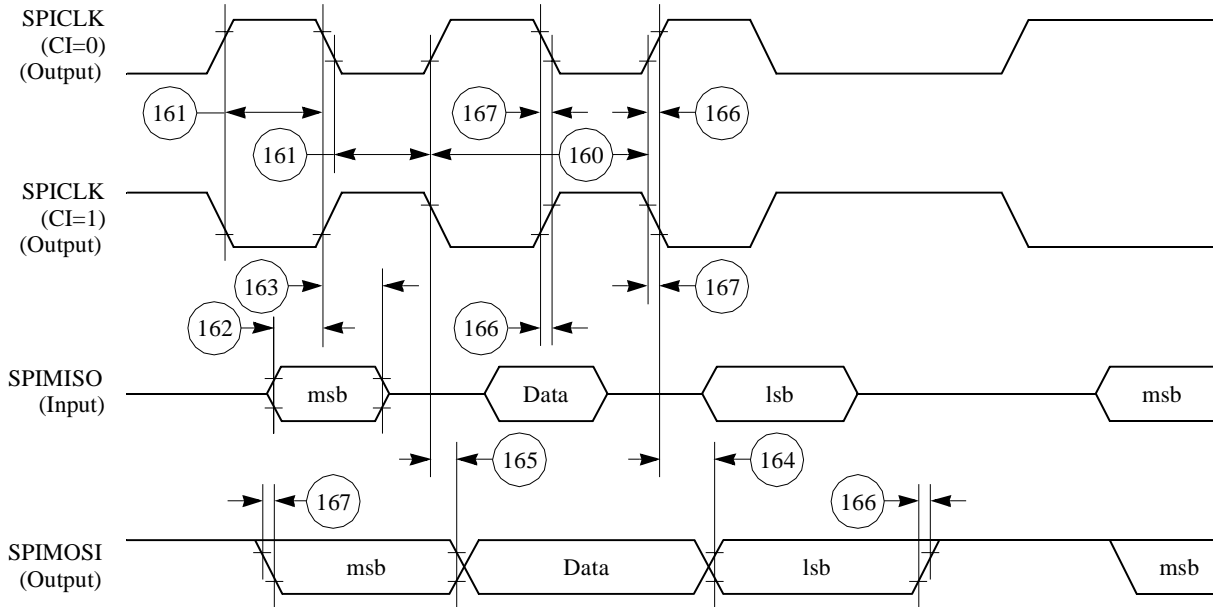 SPICLK
(CI=0)
(Output)
161
167
166
161
160
SPICLK
(CI=1)
(Output)
163
167
162
166
SPIMISO
(Input)
msb
Data
lsb
msb
165
164
167
166
SPIMOSI
(Output)
msb
Data
lsb
msb